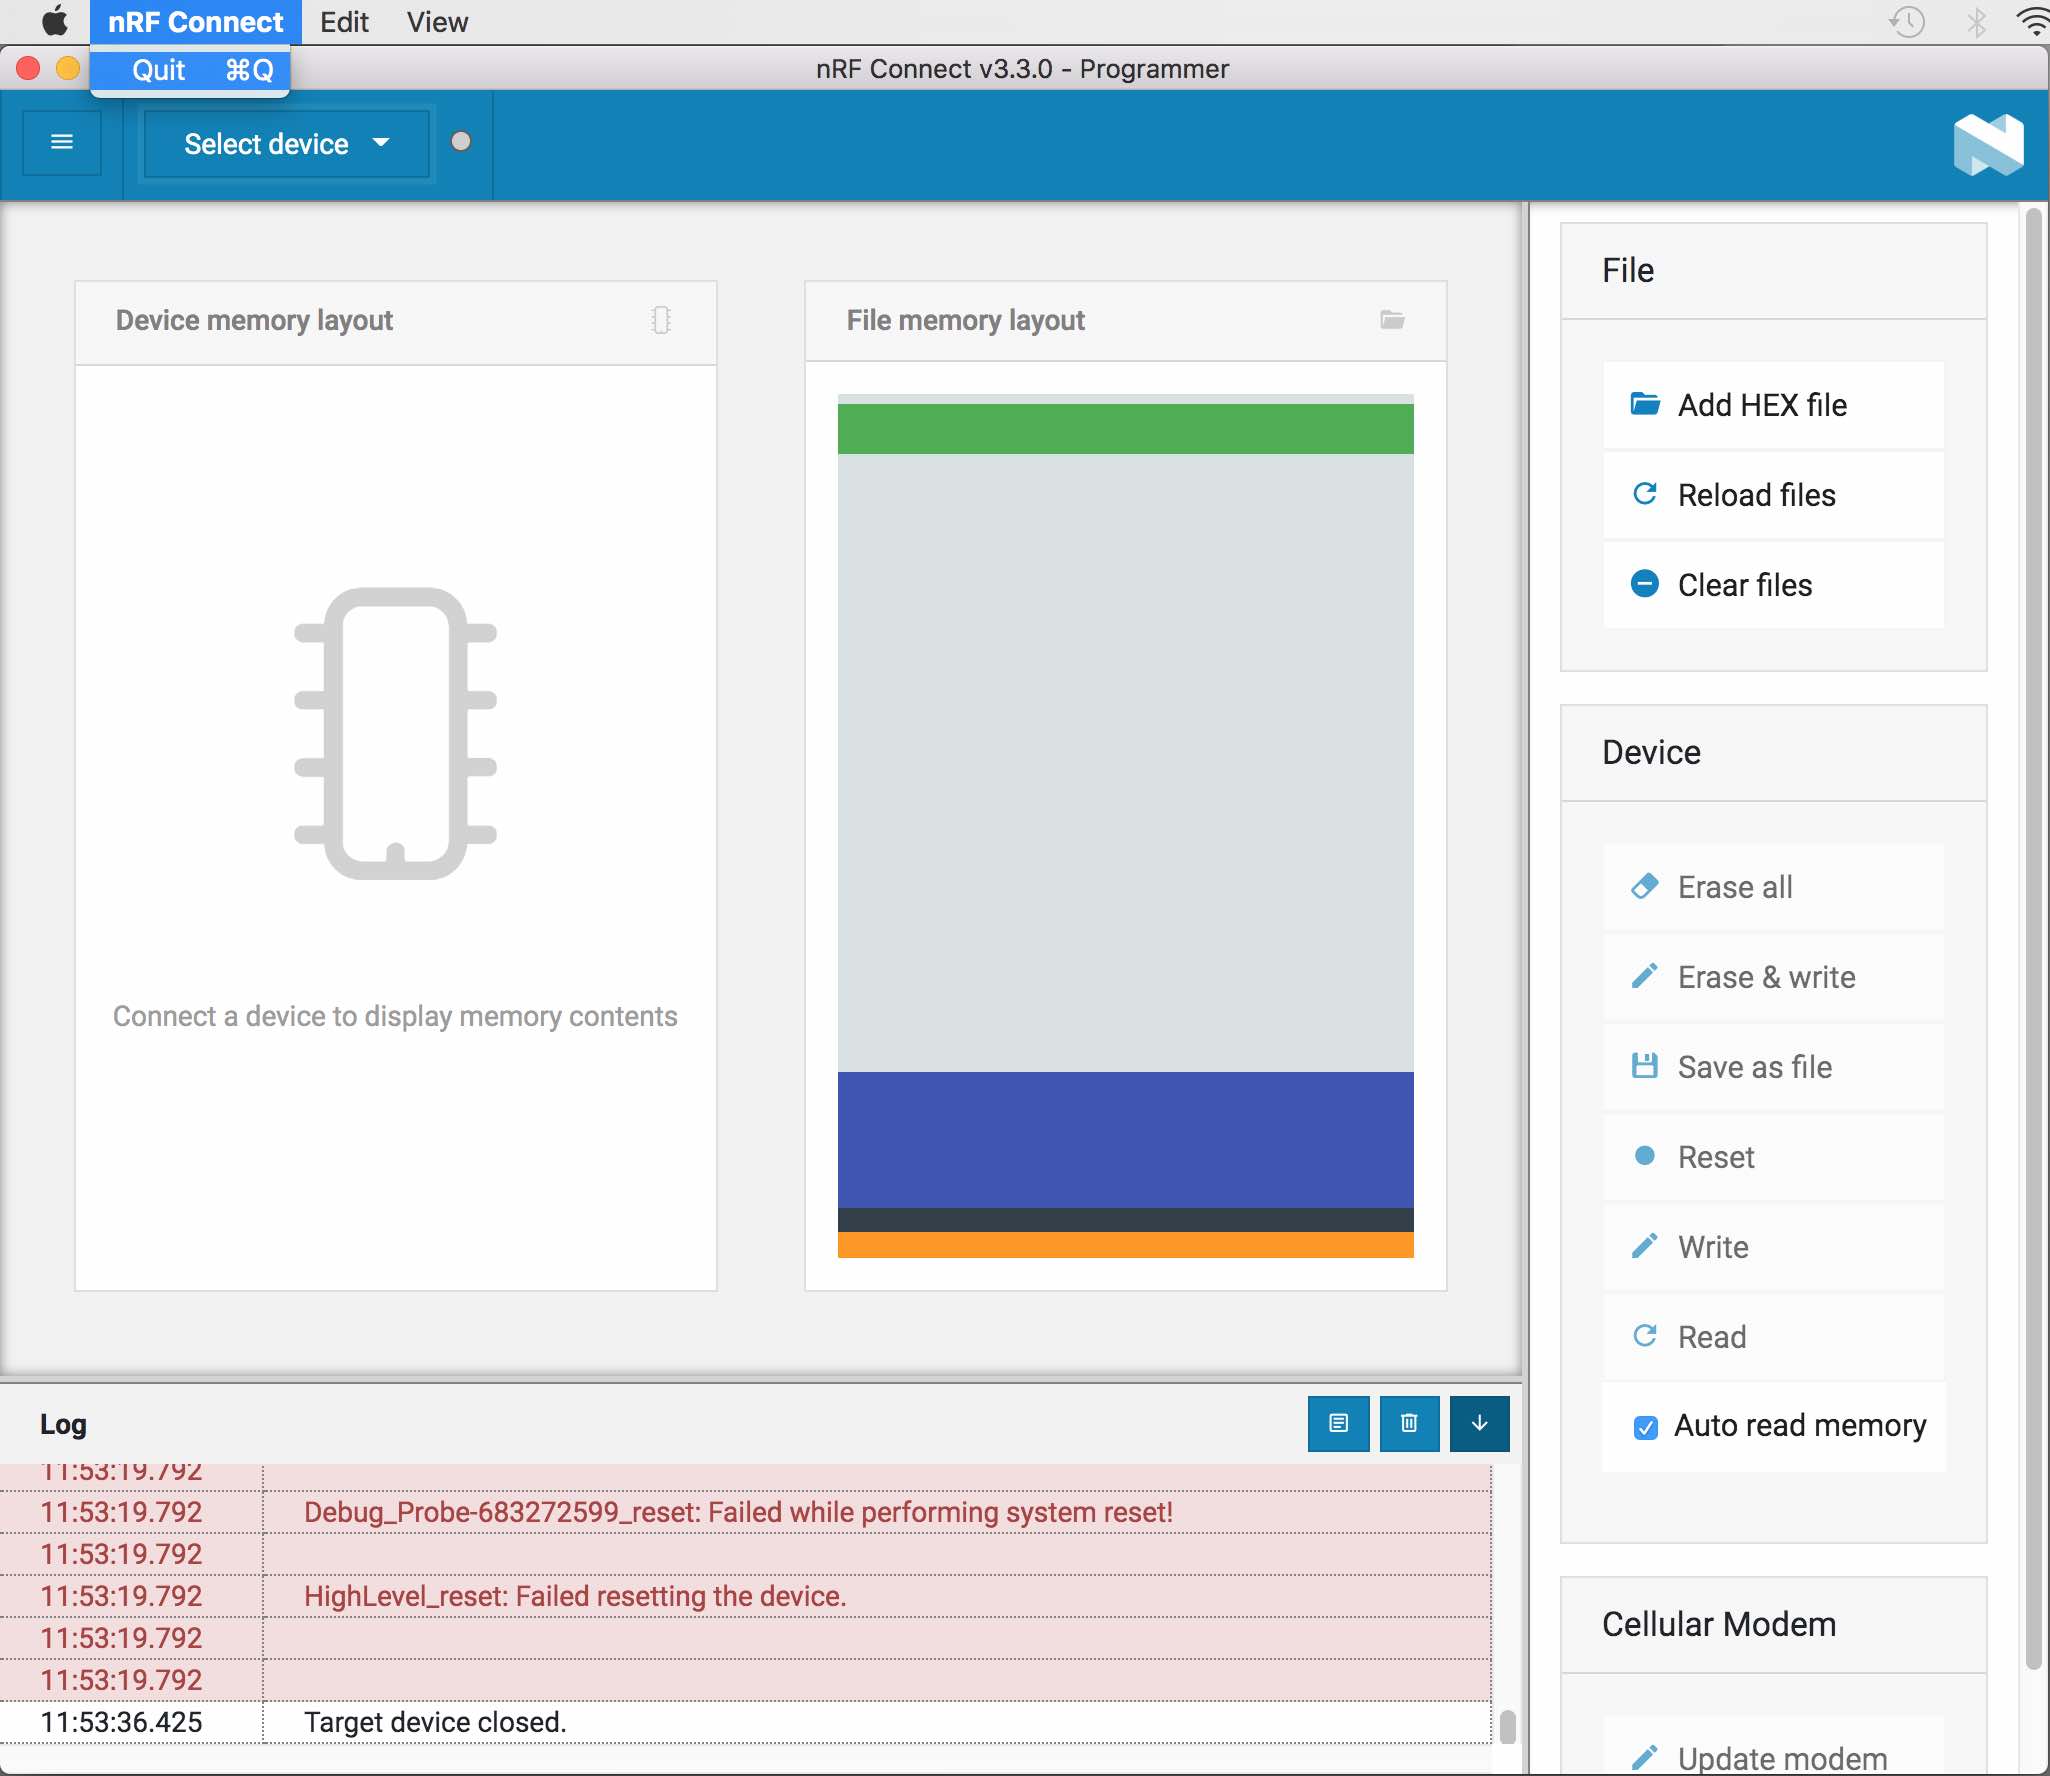 nRF Connect Edit View
Quit ⌘Q
nRF Connect v3.3.0 - Programmer
Select device
Device memory layout
File memory layout
Connect a device to display memory contents
File
Add HEX file
Reload files
Clear files
Device
Erase all
Erase & write
Save as file
Reset
Write
Read
Auto read memory
Cellular Modem
Update modem
Log
11:53:19.792
11:53:19.792 Debug_Probe-683272599_reset: Failed while performing system reset!
11:53:19.792
11:53:19.792 HighLevel_reset: Failed resetting the device.
11:53:19.792
11:53:19.792
11:53:36.425 Target device closed.